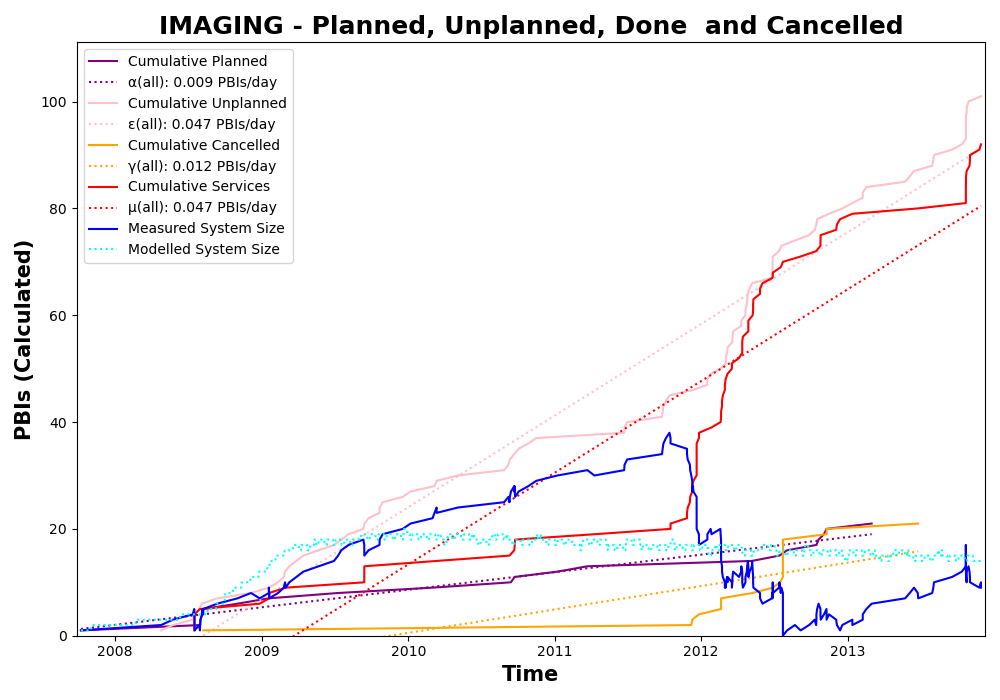 IMAGING - Planned, Unplanned, Done  and Cancelled
Cumulative Planned
α(all): 0.009 PBIs/day
Cumulative Unplanned
ε(all): 0.047 PBIs/day
Cumulative Cancelled
γ(all): 0.012 PBIs/day
Cumulative Services
μ(all): 0.047 PBIs/day
Measured System Size
Modelled System Size
PBIs (Calculated)
100
80
60
40
20
0
2008
2009
2010
2011
2012
2013
Time